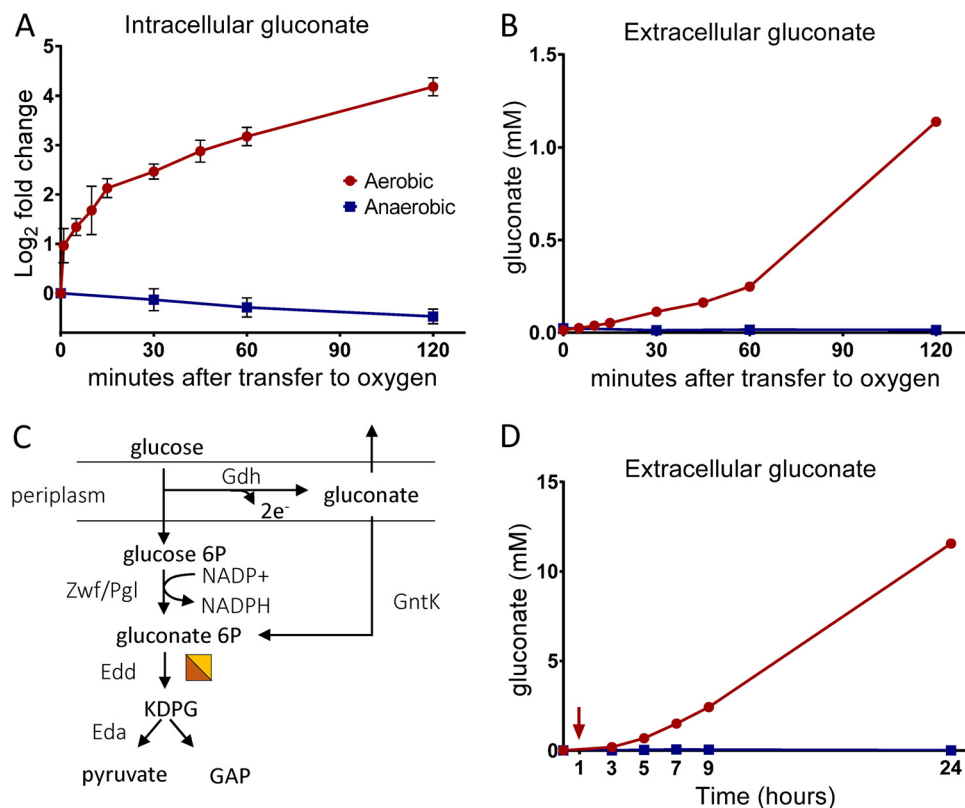 A
Intracellular gluconate
Log2 fold change
5
4
3
2
1
0
0
30
60
90
120
minutes after transfer to oxygen
Aerobic
Anaerobic
B
Extracellular gluconate
gluconate (mM)
1.5
1.0
0.5
0.0
0
30
60
90
120
minutes after transfer to oxygen
C
glucose
periplasm
Gdh
gluconate
2e-
glucose 6P
Zwf/Pgl
NADP+
NADPH
GntK
gluconate 6P
Edd
KDPG
Eda
pyruvate
GAP
D
Extracellular gluconate
gluconate (mM)
15
10
5
0
1
3
5
7
9
24
Time (hours)